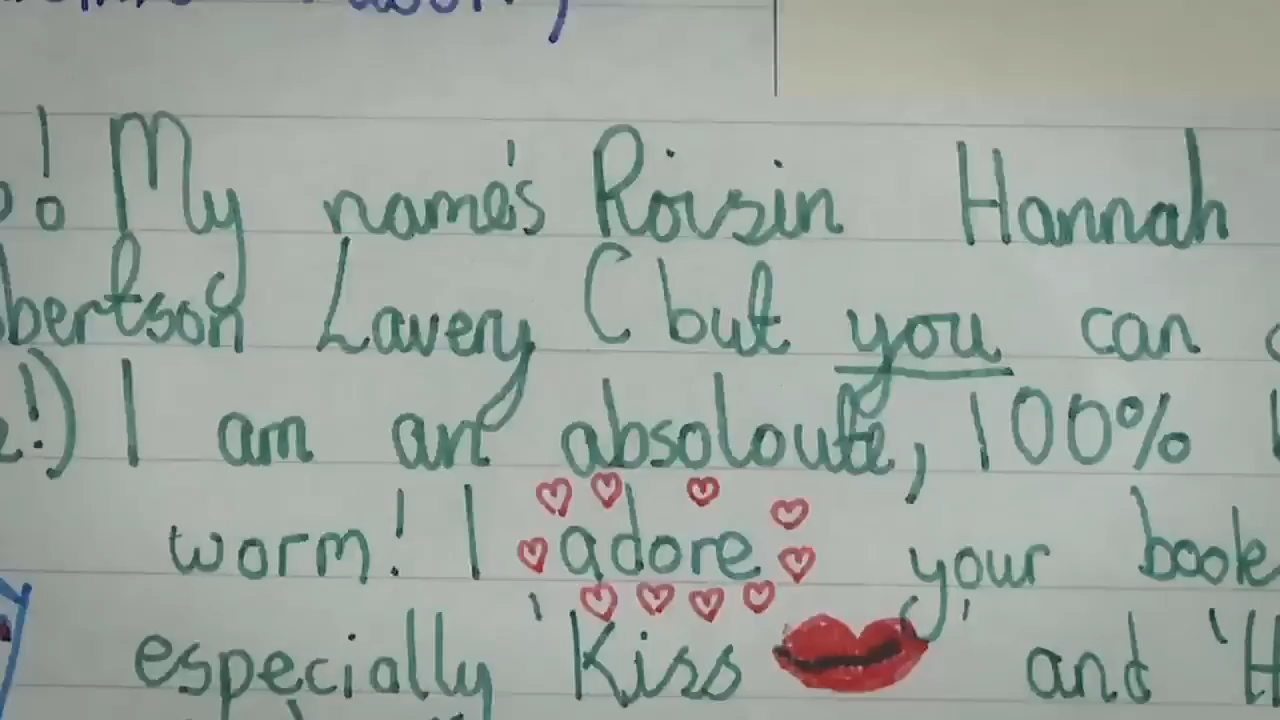 ! My name's Roisin Hannah
bertson Lavery (but you can
!) I am an absoloute, 100%
worm! I adore your book
especially 'Kiss' and '